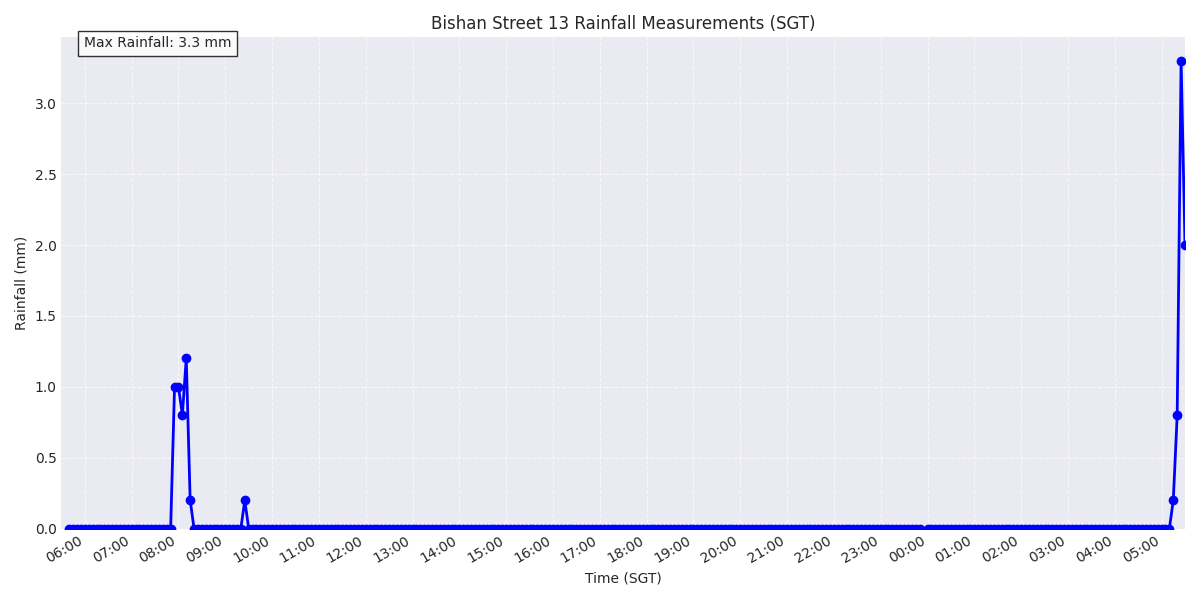 Bishan Street 13 Rainfall Measurements (SGT)
Max Rainfall: 3.3 mm
3.0
2.5
2.0
1.5
1.0
0.5
0.0
Rainfall (mm)
06:00 07:00 08:00 09:00 10:00 11:00 12:00 13:00 14:00 15:00 16:00 17:00 18:00 19:00 20:00 21:00 22:00 23:00 00:00 01:00 02:00 03:00 04:00 05:00
Time (SGT)